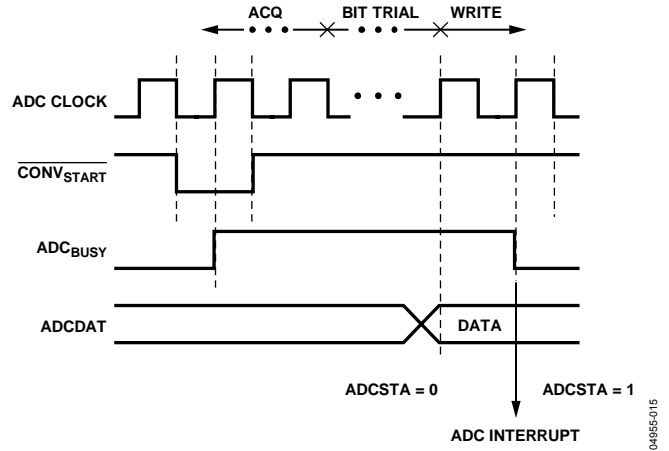 ACQ BIT TRIAL WRITE
ADC CLOCK
CONVSTART
ADCBUSY
ADCDAT DATA
ADCSTA = 0 ADCSTA = 1
ADC INTERRUPT
04955-015